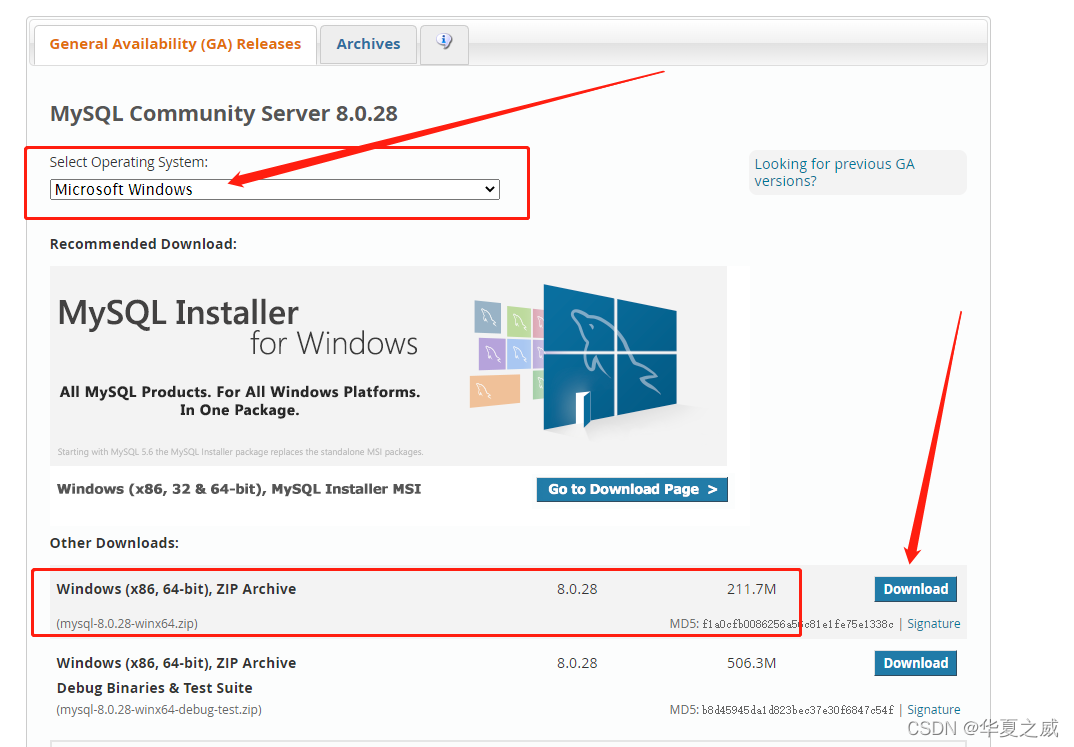 General Availability (GA) Releases
Archives
MySQL Community Server 8.0.28
Select Operating System:
Microsoft Windows
Looking for previous GA
versions?
Recommended Download:
MySQL Installer
for Windows
All MySQL Products. For All Windows Platforms.
In One Package.
Starting with MySQL 5.6 the MySQL Installer package replaces the standalone MSI packages.
Windows (x86, 32 & 64-bit), MySQL Installer MSI
Go to Download Page >
Other Downloads:
Windows (x86, 64-bit), ZIP Archive 8.0.28 211.7M Download
(mysql-8.0.28-winx64.zip) MD5: f1a0cfb0086256a56c81e1fe75e1338c | Signature
Windows (x86, 64-bit), ZIP Archive 8.0.28 506.3M Download
Debug Binaries & Test Suite
(mysql-8.0.28-winx64-debug-test.zip) MD5: b8d45945da1d823bec37e30f6847c54f | Signature
CSDN @华夏之威